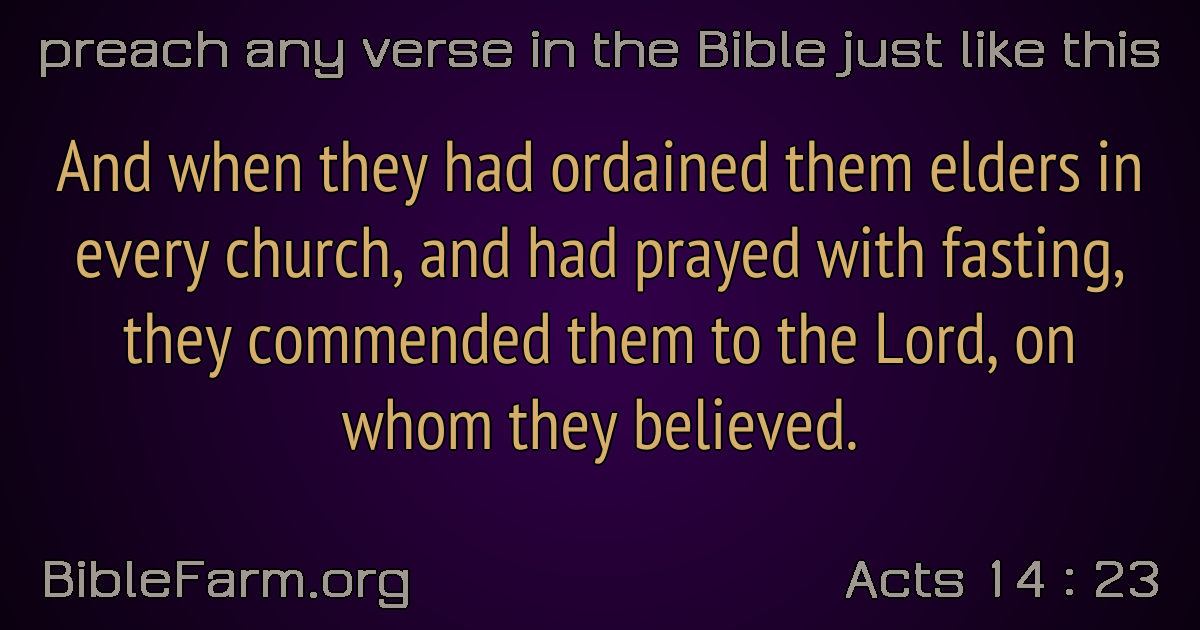 preach any verse in the Bible just like this
And when they had ordained them elders in
every church, and had prayed with fasting,
they commended them to the Lord, on
whom they believed.
BibleFarm.org
Acts 14 : 23